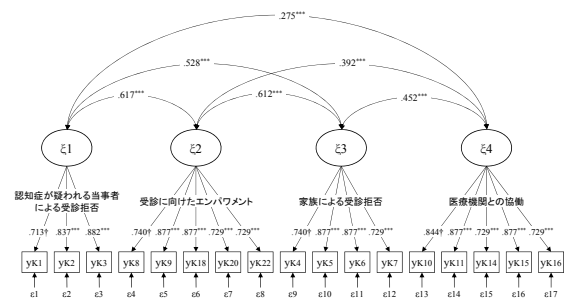 .275***
.528*** .392***
.617*** .612*** .452***
ξ1 ξ2 ξ3 ξ4
認知症が疑われる当事者
による受診拒否
受診に向けたエンパワメント
家族による受診拒否
医療機関との協働
.713† .837*** .882*** .740† .877*** .877*** .729*** .729*** .740† .877*** .877*** .729*** .844† .877*** .729*** .877*** .729***
yK1 yK2 yK3 yK8 yK9 yK18 yK20 yK22 yK4 yK5 yK6 yK7 yK10 yK11 yK14 yK15 yK16
ε1 ε2 ε3 ε4 ε5 ε6 ε7 ε8 ε9 ε10 ε11 ε12 ε13 ε14 ε15 ε16 ε17